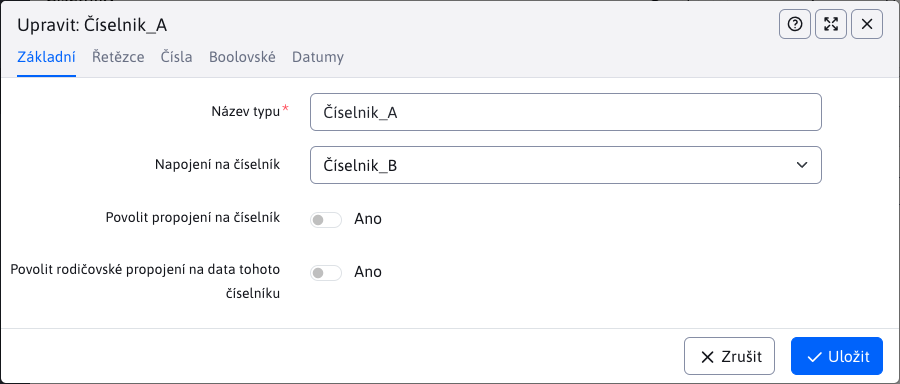 Upravit: Číselnik_A
Základní Řetězce Čísla Boolovské Datumy
Název typu*
Číselnik_A
Napojení na číselník
Číselnik_B
Povolit propojení na číselník
Ano
Povolit rodičovské propojení na data tohoto
číselníku
Ano
Zrušit
Uložit